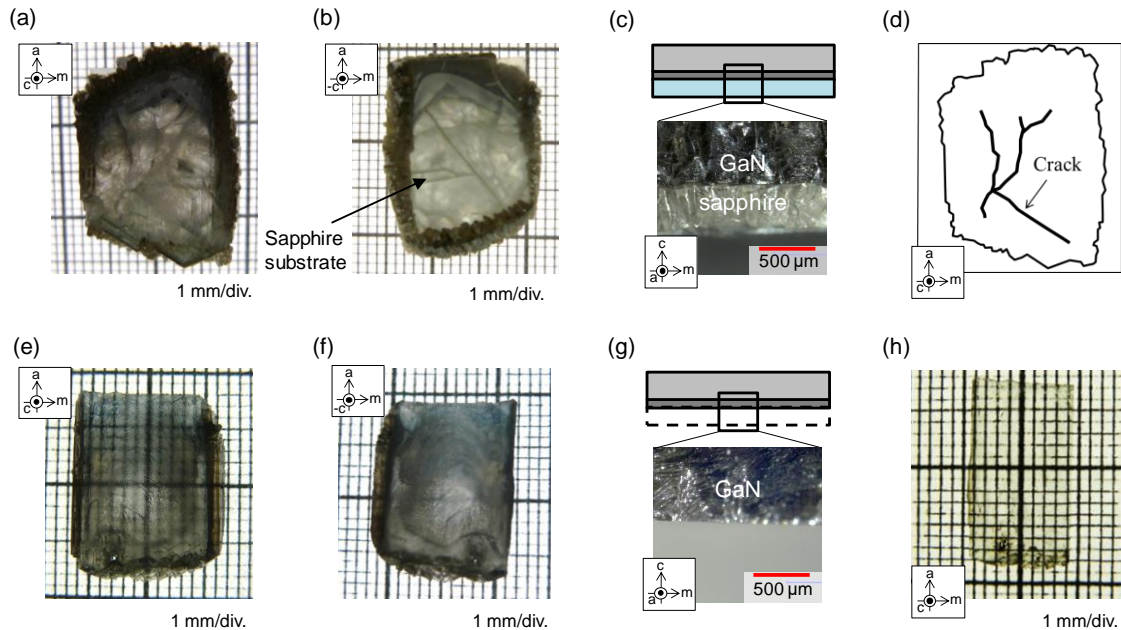 (a)
a
c
m
1 mm/div.
(b)
a
-c
m
Sapphire
substrate
1 mm/div.
(c)
GaN
sapphire
c
a
m
500 µm
(d)
Crack
a
c
m
(e)
a
c
m
1 mm/div.
(f)
a
-c
m
1 mm/div.
(g)
GaN
c
a
m
500 µm
(h)
a
c
m
1 mm/div.